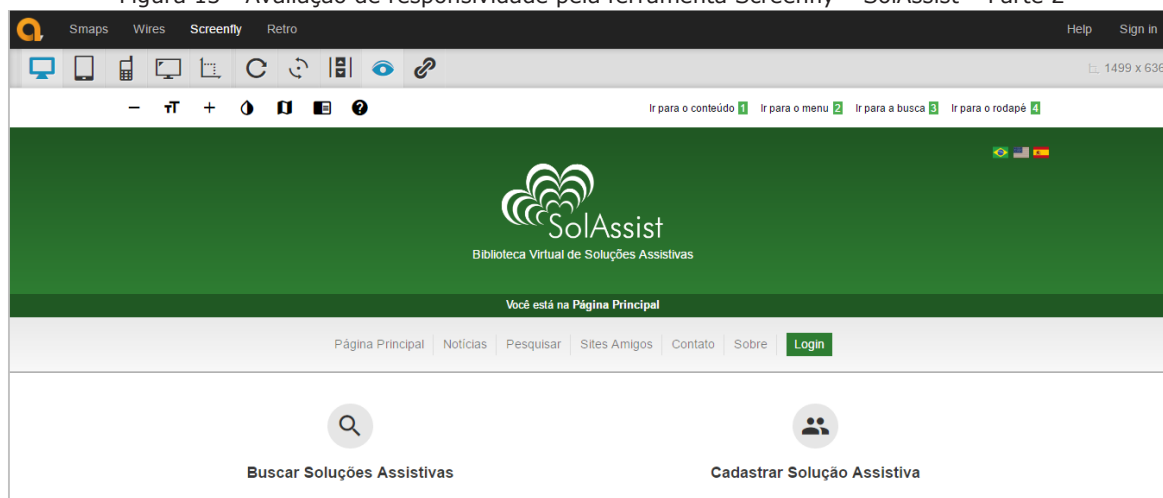 Figura 15 – Avaliação de responsividade pela ferramenta Screenfly – SolAssist – Parte 2
Smaps Wires Screenfly Retro Help Sign in
1499 x 636
− TT + ?
Ir para o conteúdo 1 Ir para o menu 2 Ir para a busca 3 Ir para o rodapé 4
SolAssist
Biblioteca Virtual de Soluções Assistivas
Você está na Página Principal
Página Principal Notícias Pesquisar Sites Amigos Contato Sobre Login
Buscar Soluções Assistivas Cadastrar Solução Assistiva